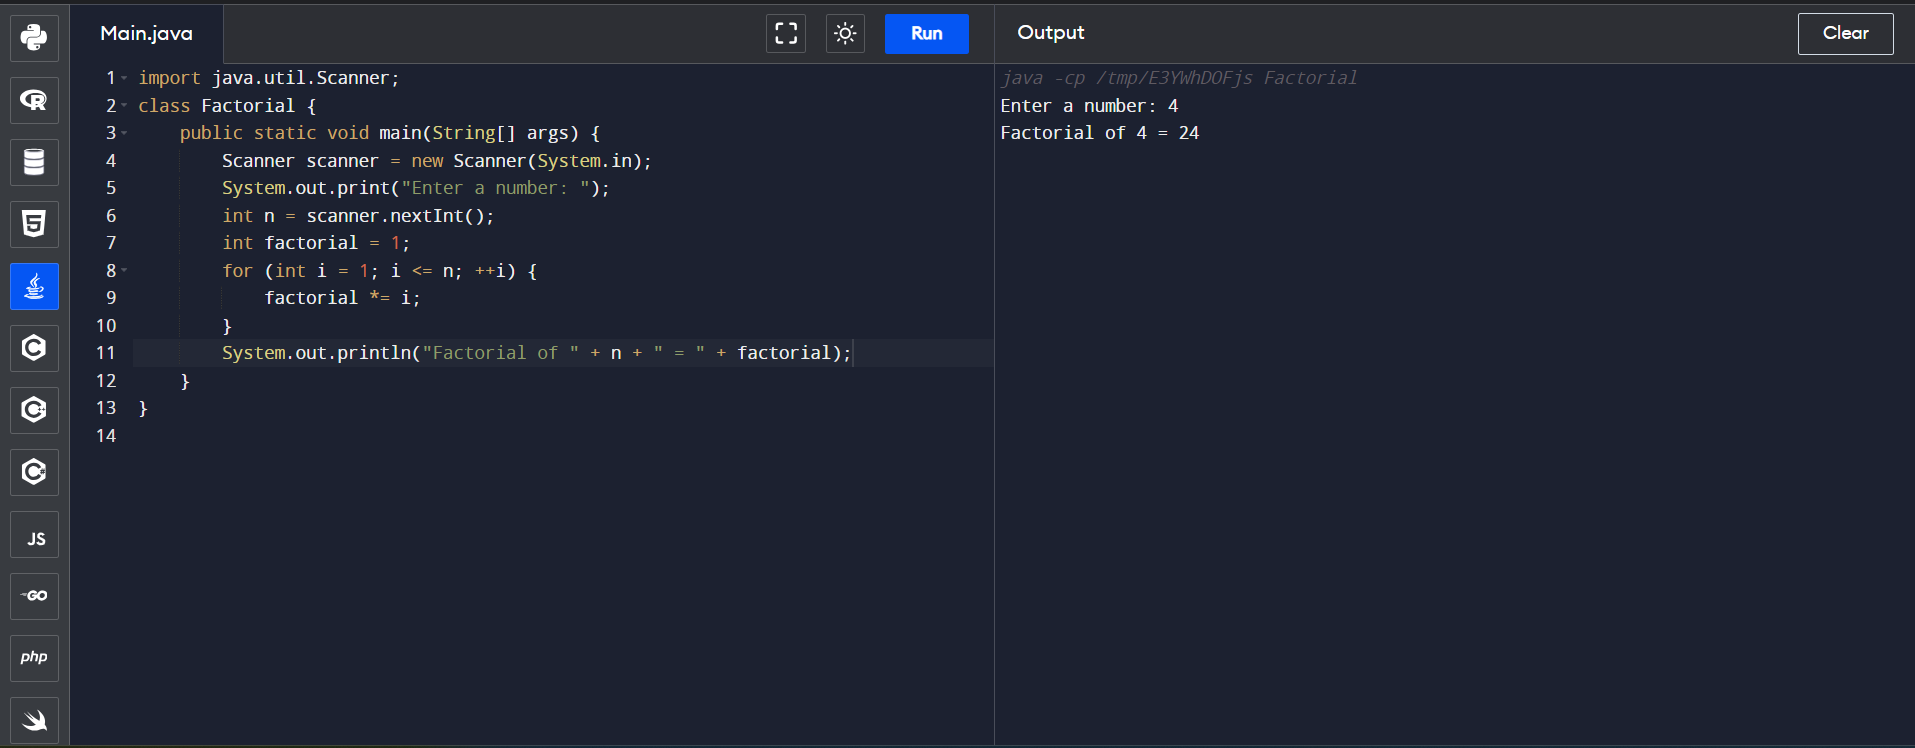 Main.java
Run
Output
Clear
1 import java.util.Scanner;
2 class Factorial {
3     public static void main(String[] args) {
4         Scanner scanner = new Scanner(System.in);
5         System.out.print("Enter a number: ");
6         int n = scanner.nextInt();
7         int factorial = 1;
8         for (int i = 1; i <= n; ++i) {
9             factorial *= i;
10         }
11         System.out.println("Factorial of " + n + " = " + factorial);
12     }
13 }
14
java -cp /tmp/E3YWhDOFjs Factorial
Enter a number: 4
Factorial of 4 = 24
R
5
C
C++
C#
JS
GO
php